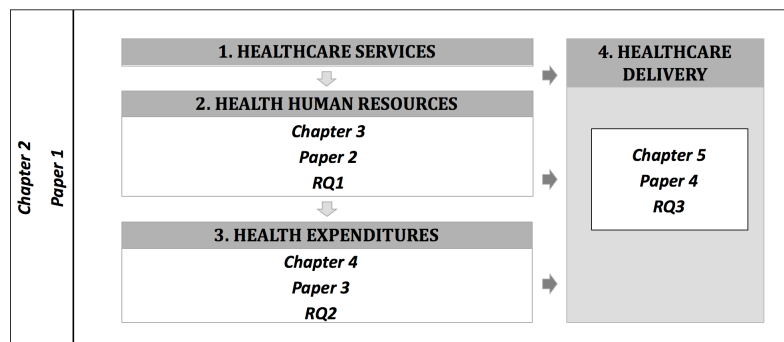 Chapter 2
Paper 1
1. HEALTHCARE SERVICES
2. HEALTH HUMAN RESOURCES
Chapter 3
Paper 2
RQ1
3. HEALTH EXPENDITURES
Chapter 4
Paper 3
RQ2
4. HEALTHCARE
DELIVERY
Chapter 5
Paper 4
RQ3